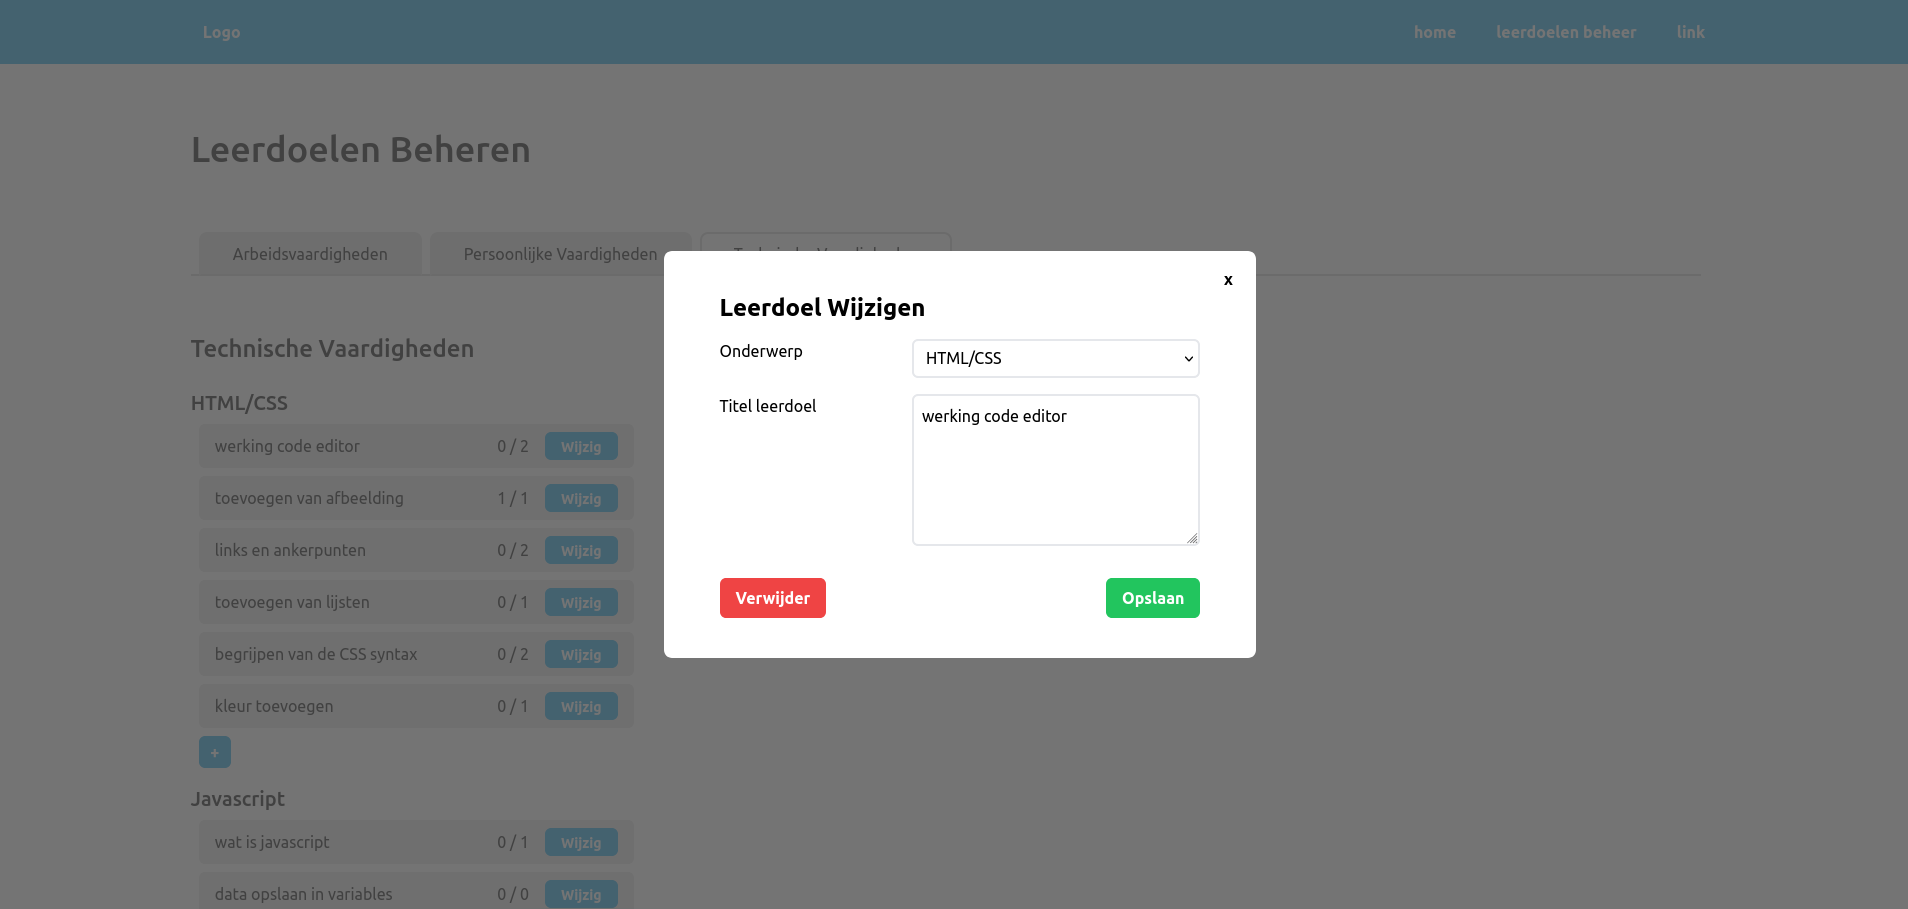 Logo
home
leerdoelen beheer
link
Leerdoelen Beheren
Arbeidsvaardigheden
Persoonlijke Vaardigheden
x
Leerdoel Wijzigen
Onderwerp
HTML/CSS
Titel leerdoel
werking code editor
Verwijder
Opslaan
Technische Vaardigheden
HTML/CSS
werking code editor 0 / 2 Wijzig
toevoegen van afbeelding 1 / 1 Wijzig
links en ankerpunten 0 / 2 Wijzig
toevoegen van lijsten 0 / 1 Wijzig
begrijpen van de CSS syntax 0 / 2 Wijzig
kleur toevoegen 0 / 1 Wijzig
+
Javascript
wat is javascript 0 / 1 Wijzig
data opslaan in variables 0 / 0 Wijzig